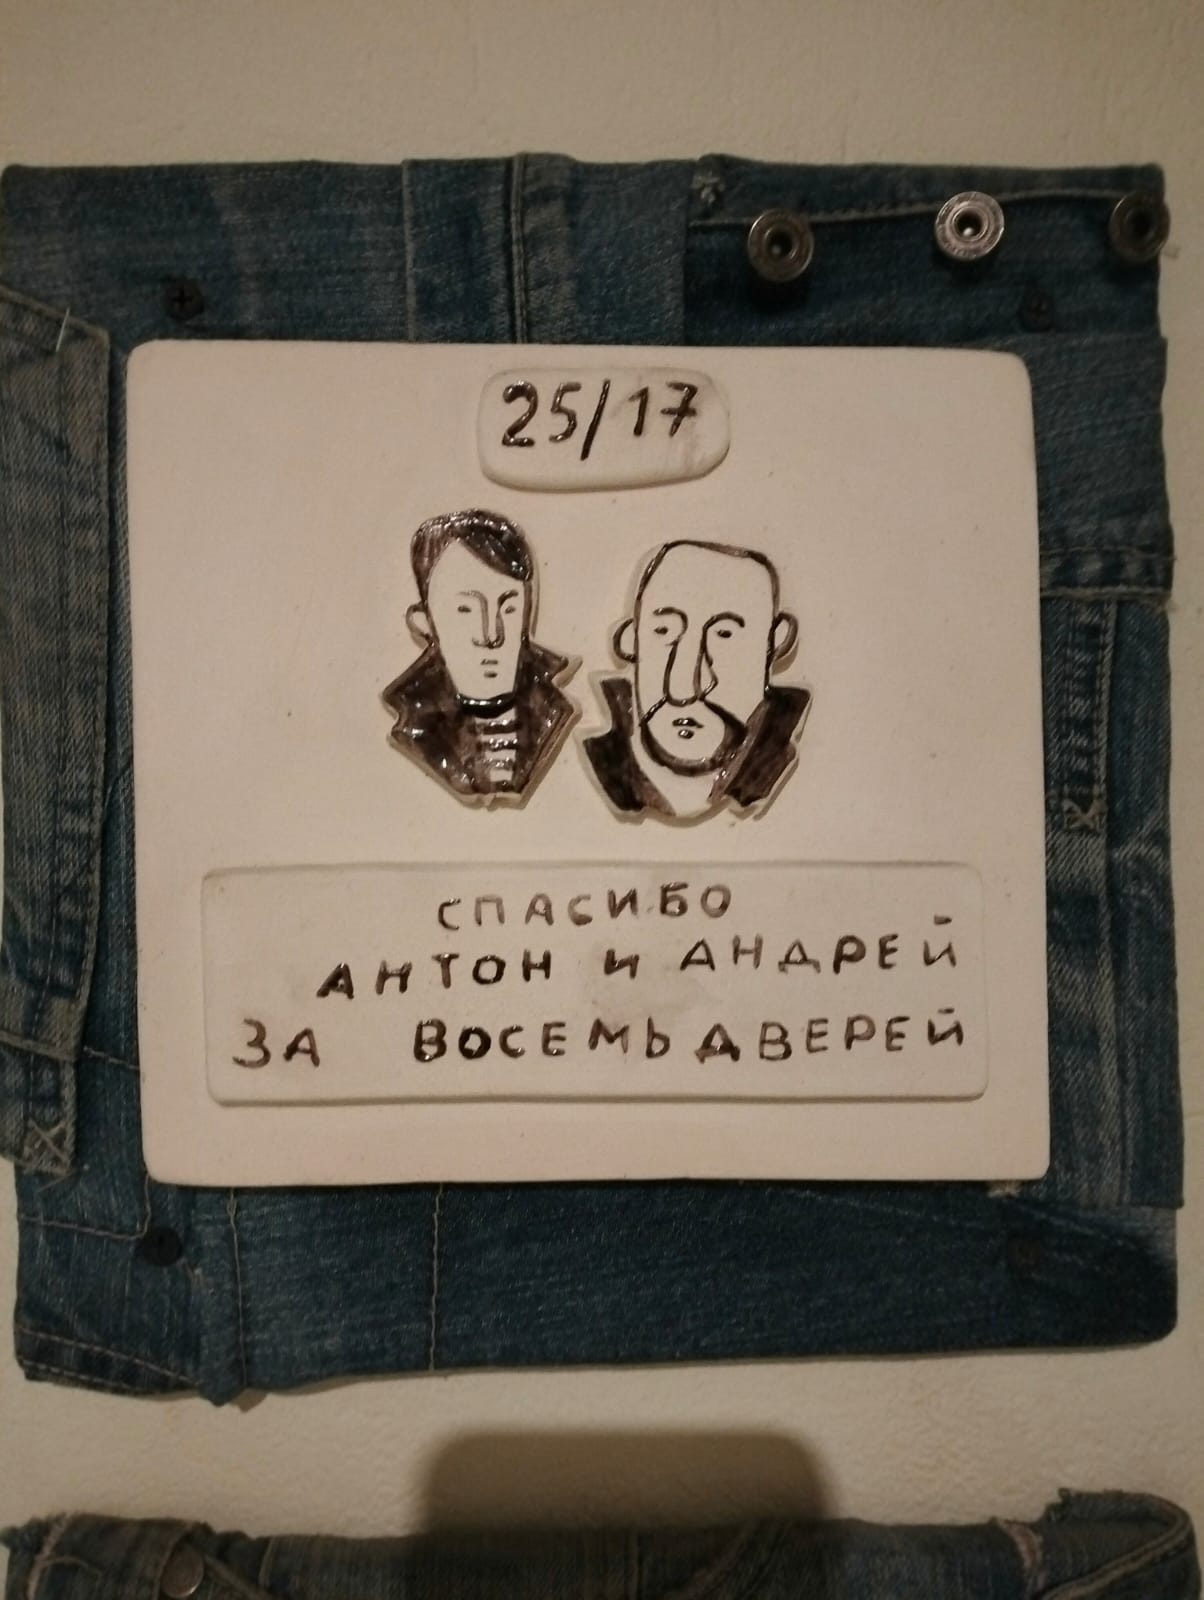 25/17
СПАСИБО
АНТОН И АНДРЕЙ
ЗА ВОСЕМЬ ДВЕРЕЙ